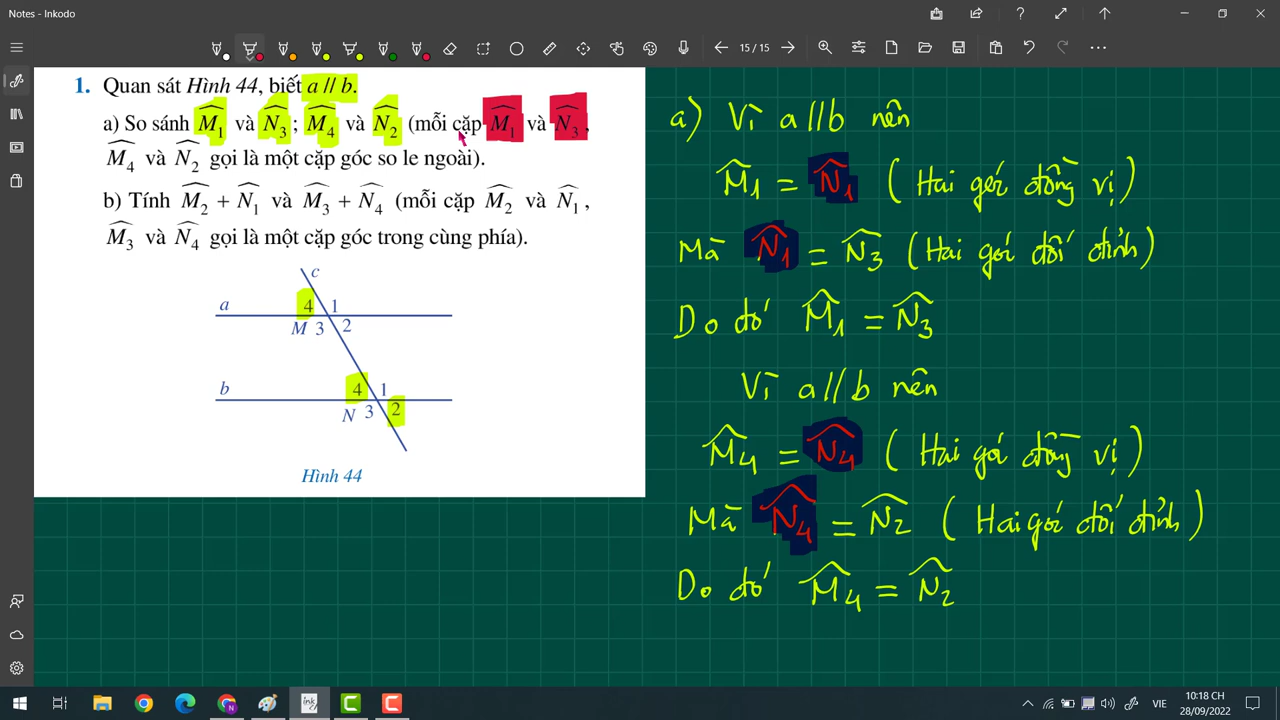 Notes - Inkodo
15 / 15
1. Quan sát Hình 44, biết a // b.
a) So sánh M̂₁ và N̂₃ ; M̂₄ và N̂₂ (mỗi cặp M̂₁ và N̂₃ ,
M̂₄ và N̂₂ gọi là một cặp góc so le ngoài).
b) Tính M̂₂ + N̂₁ và M̂₃ + N̂₄ (mỗi cặp M̂₂ và N̂₁ ,
M̂₃ và N̂₄ gọi là một cặp góc trong cùng phía).
c
a 4 1
M 3 2
b 4 1
N 3 2
Hình 44
a) Vì a // b nên
M̂₁ = N̂₁ ( Hai góc đồng vị )
Mà N̂₁ = N̂₃ ( Hai góc đối đỉnh )
Do đó M̂₁ = N̂₃
Vì a // b nên
M̂₄ = N̂₄ ( Hai góc đồng vị )
Mà N̂₄ = N̂₂ ( Hai góc đối đỉnh )
Do đó M̂₄ = N̂₂
VIE
10:18 CH
28/09/2022